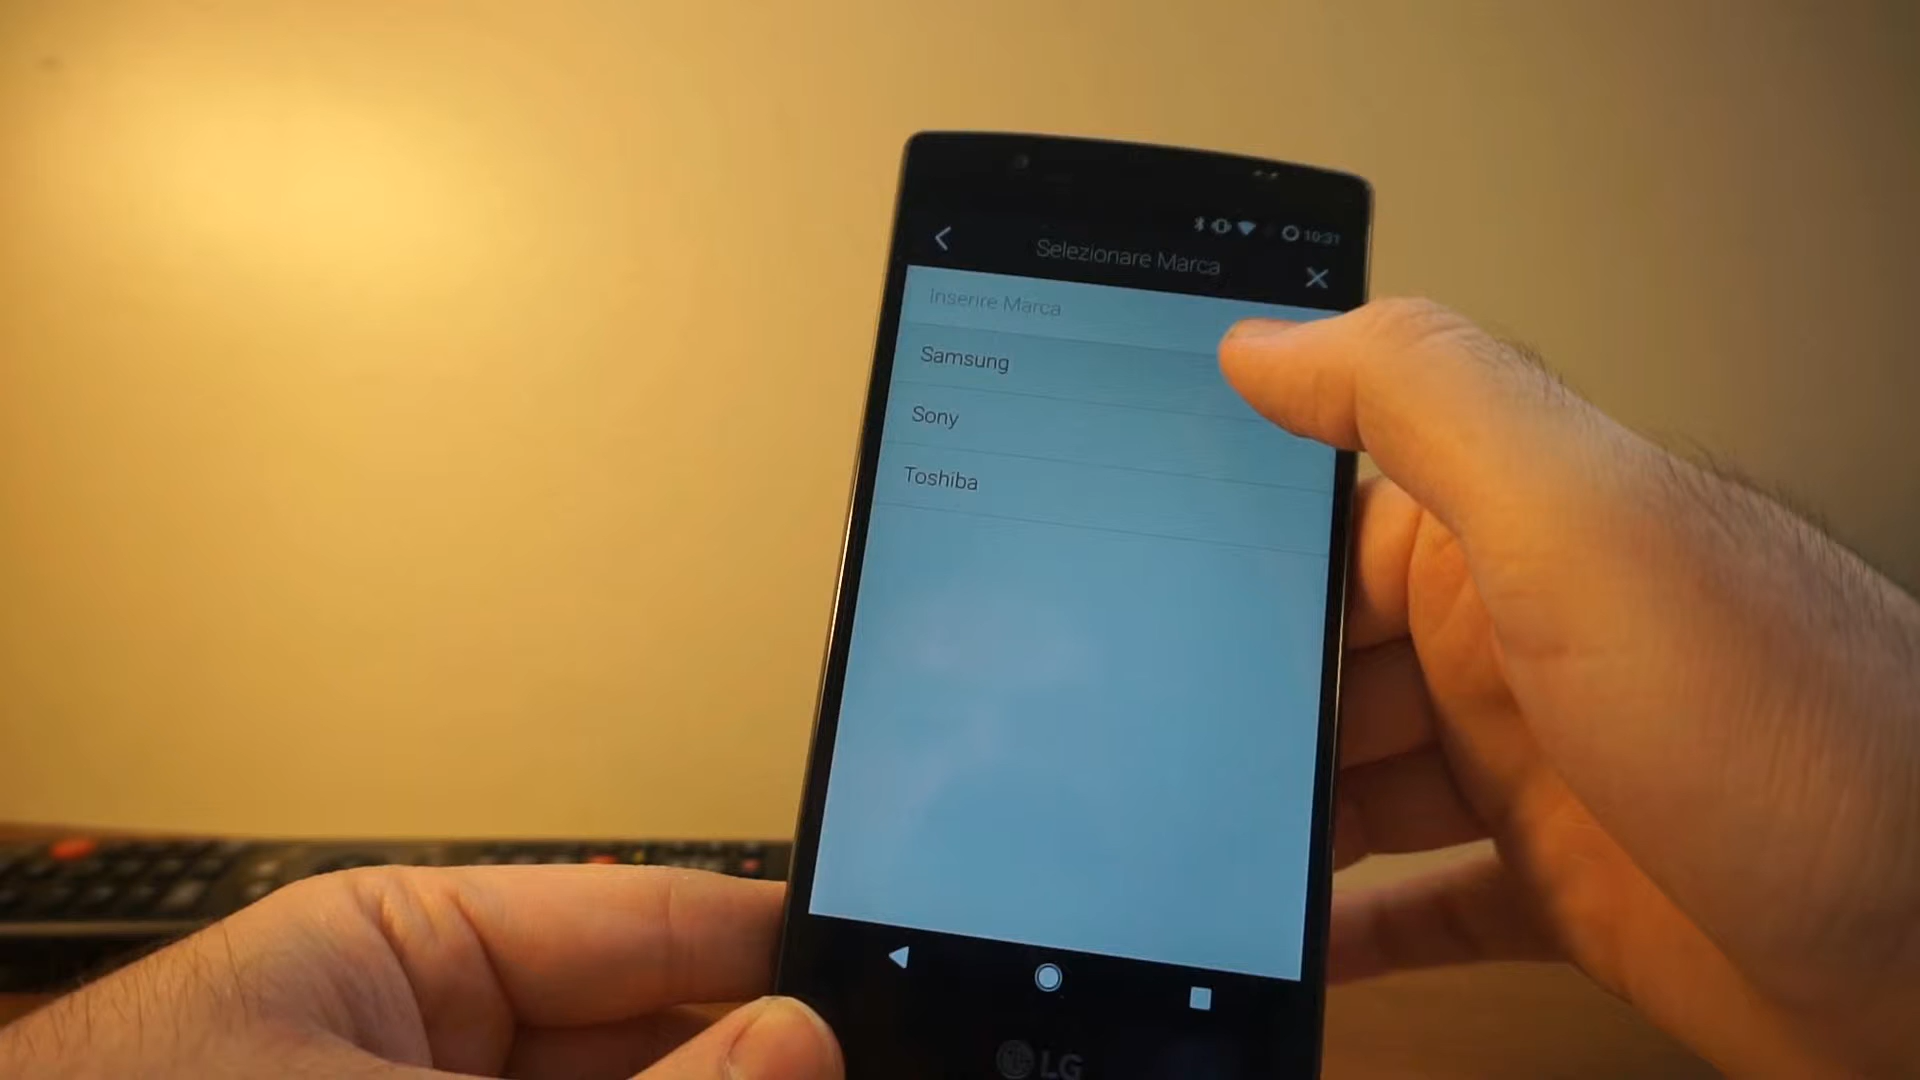 10:31
Selezionare Marca
Inserire Marca
Samsung
Sony
Toshiba
LG